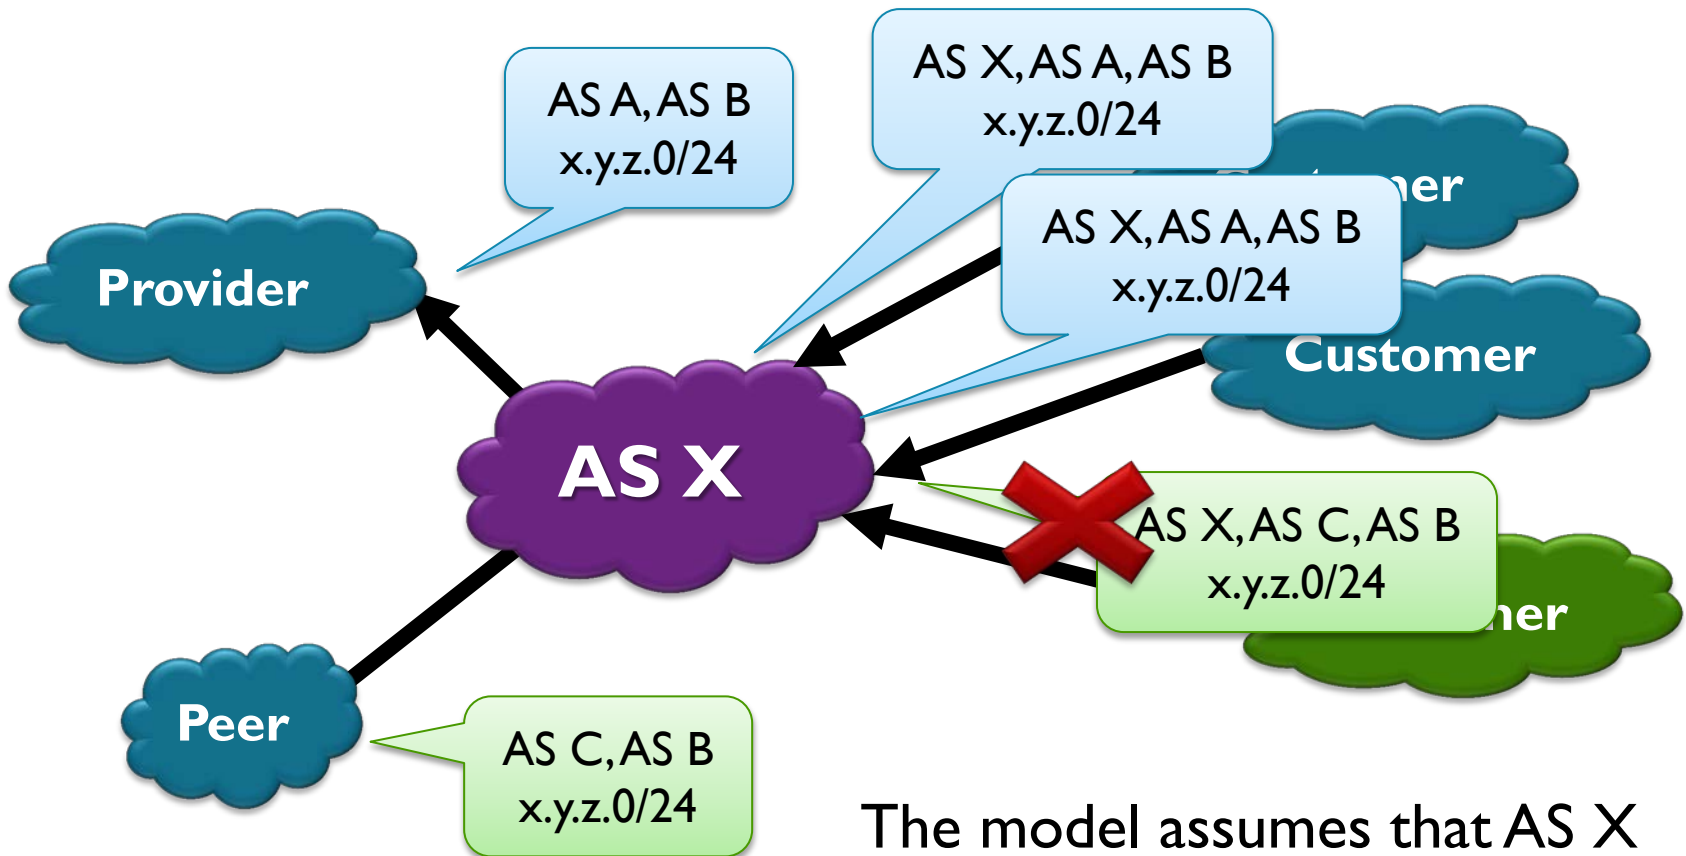 AS X, AS A, AS B
x.y.z.0/24
AS A, AS B
x.y.z.0/24
AS X, AS A, AS B
x.y.z.0/24
Provider
Customer
AS X
AS X, AS C, AS B
x.y.z.0/24
Peer
AS C, AS B
x.y.z.0/24
The model assumes that AS X